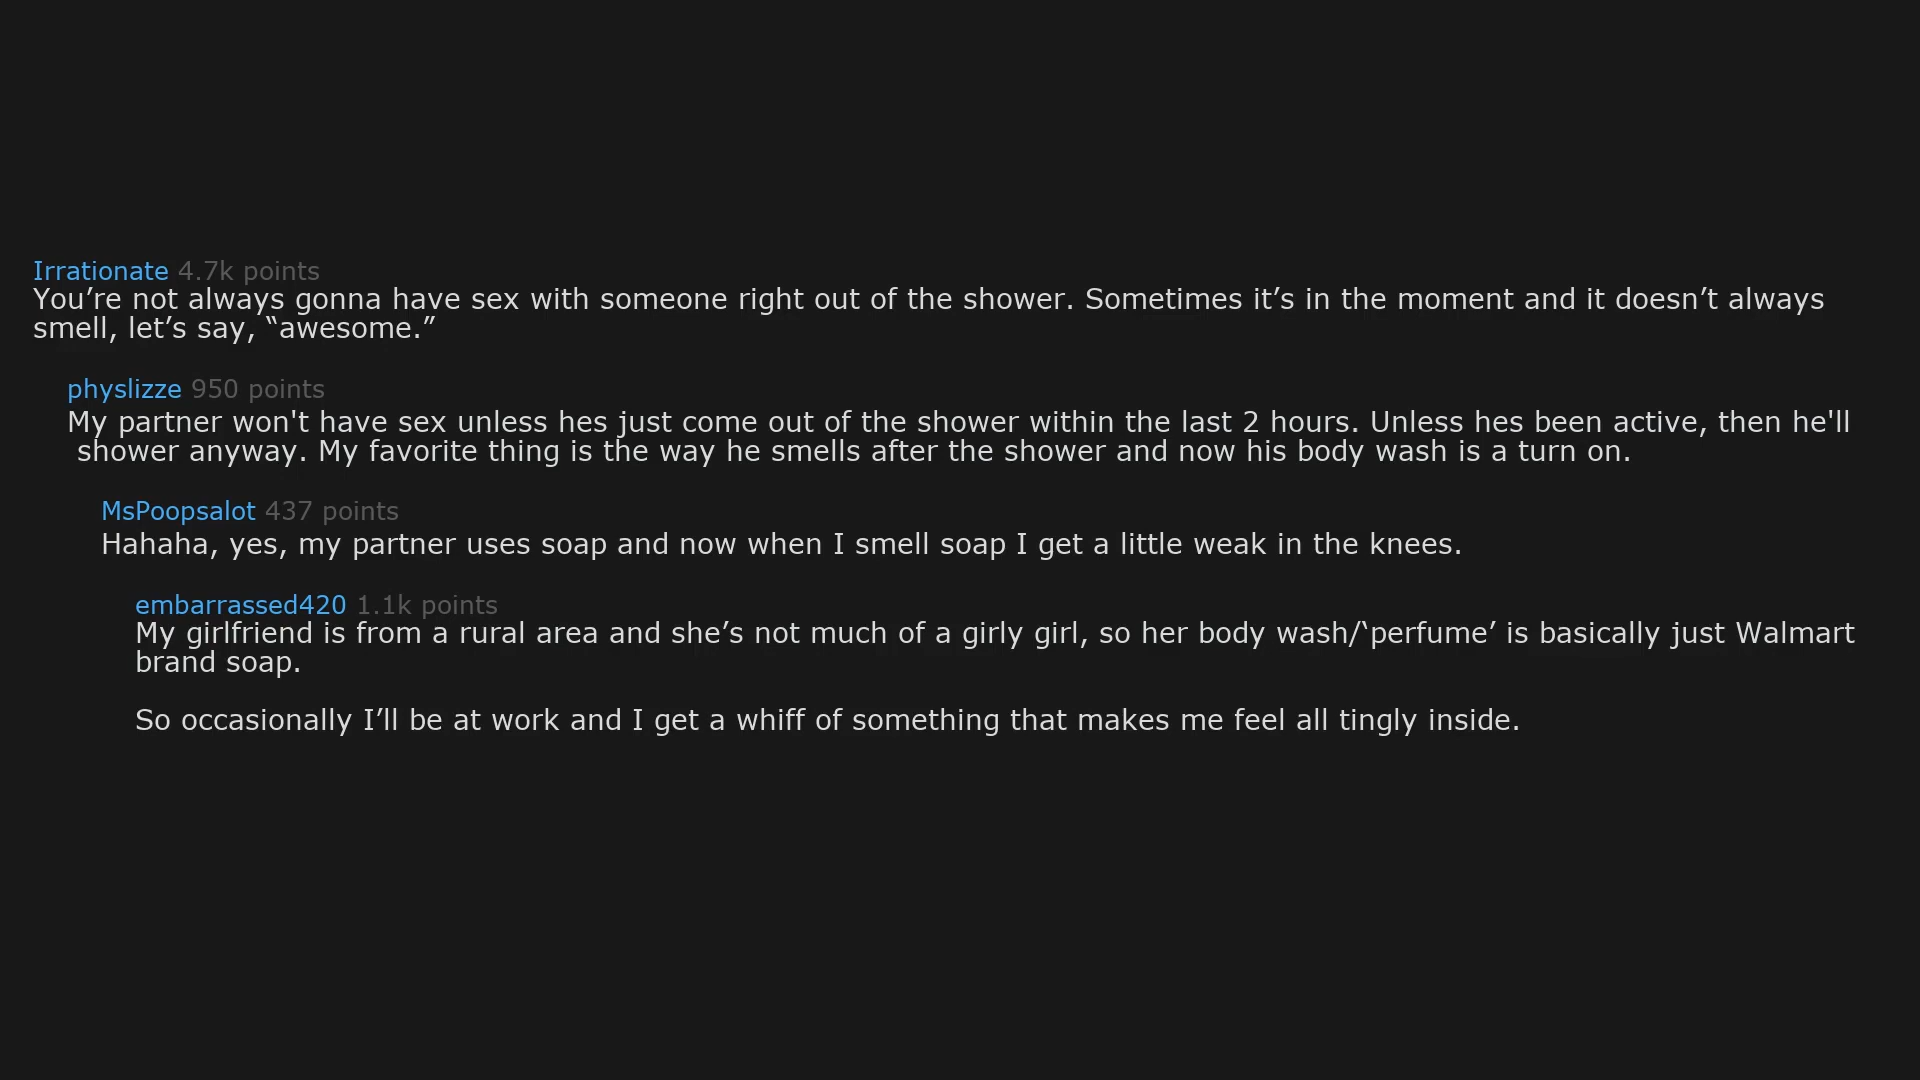 Irrationate 4.7k points
You’re not always gonna have sex with someone right out of the shower. Sometimes it’s in the moment and it doesn’t always
smell, let’s say, “awesome.”
physlizze 950 points
My partner won't have sex unless hes just come out of the shower within the last 2 hours. Unless hes been active, then he'll
shower anyway. My favorite thing is the way he smells after the shower and now his body wash is a turn on.
MsPoopsalot 437 points
Hahaha, yes, my partner uses soap and now when I smell soap I get a little weak in the knees.
embarrassed420 1.1k points
My girlfriend is from a rural area and she’s not much of a girly girl, so her body wash/‘perfume’ is basically just Walmart
brand soap.
So occasionally I’ll be at work and I get a whiff of something that makes me feel all tingly inside.